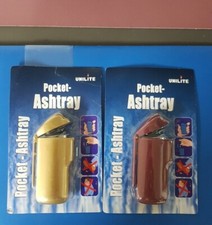 UNILITE
Pocket-
Ashtray
Pocket - Ashtray
UNILITE
Pocket-
Ashtray
Pocket - Ashtray